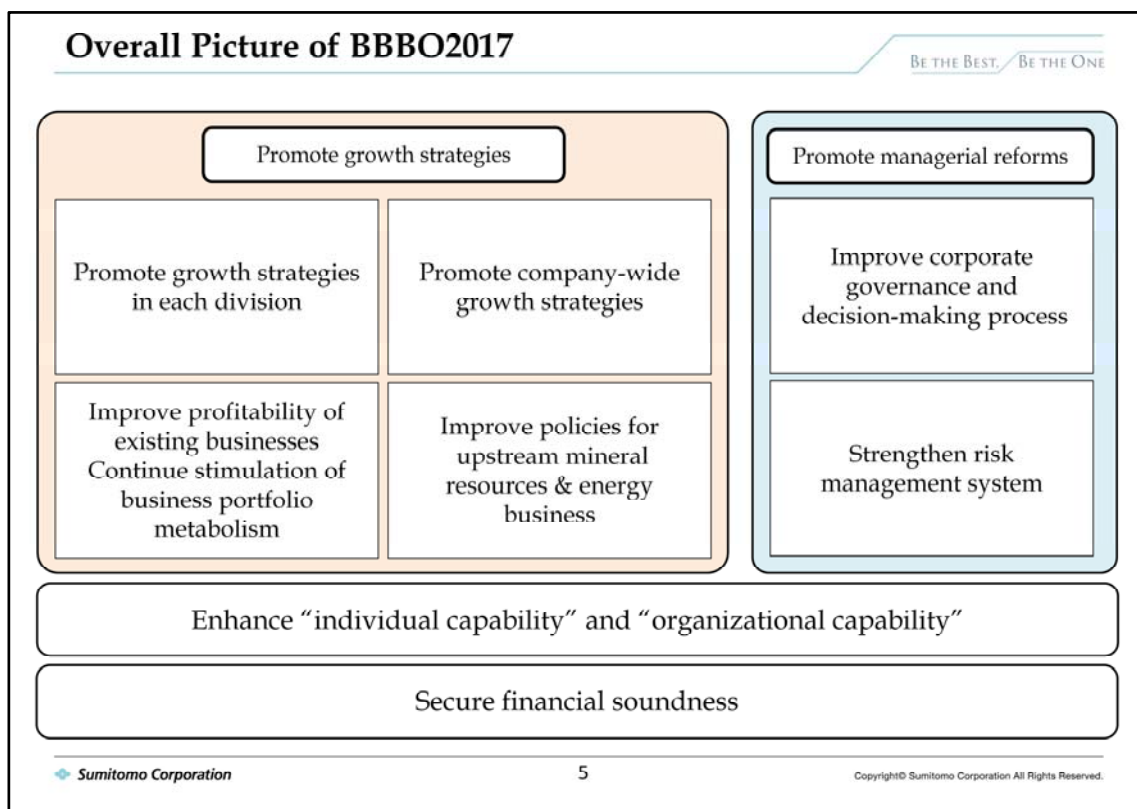 Overall Picture of BBBO2017
BE THE BEST, BE THE ONE
Promote growth strategies
Promote growth strategies
in each division
Promote company-wide
growth strategies
Improve profitability of
existing businesses
Continue stimulation of
business portfolio
metabolism
Improve policies for
upstream mineral
resources & energy
business
Promote managerial reforms
Improve corporate
governance and
decision-making process
Strengthen risk
management system
Enhance “individual capability” and “organizational capability”
Secure financial soundness
Sumitomo Corporation
5
Copyright© Sumitomo Corporation All Rights Reserved.